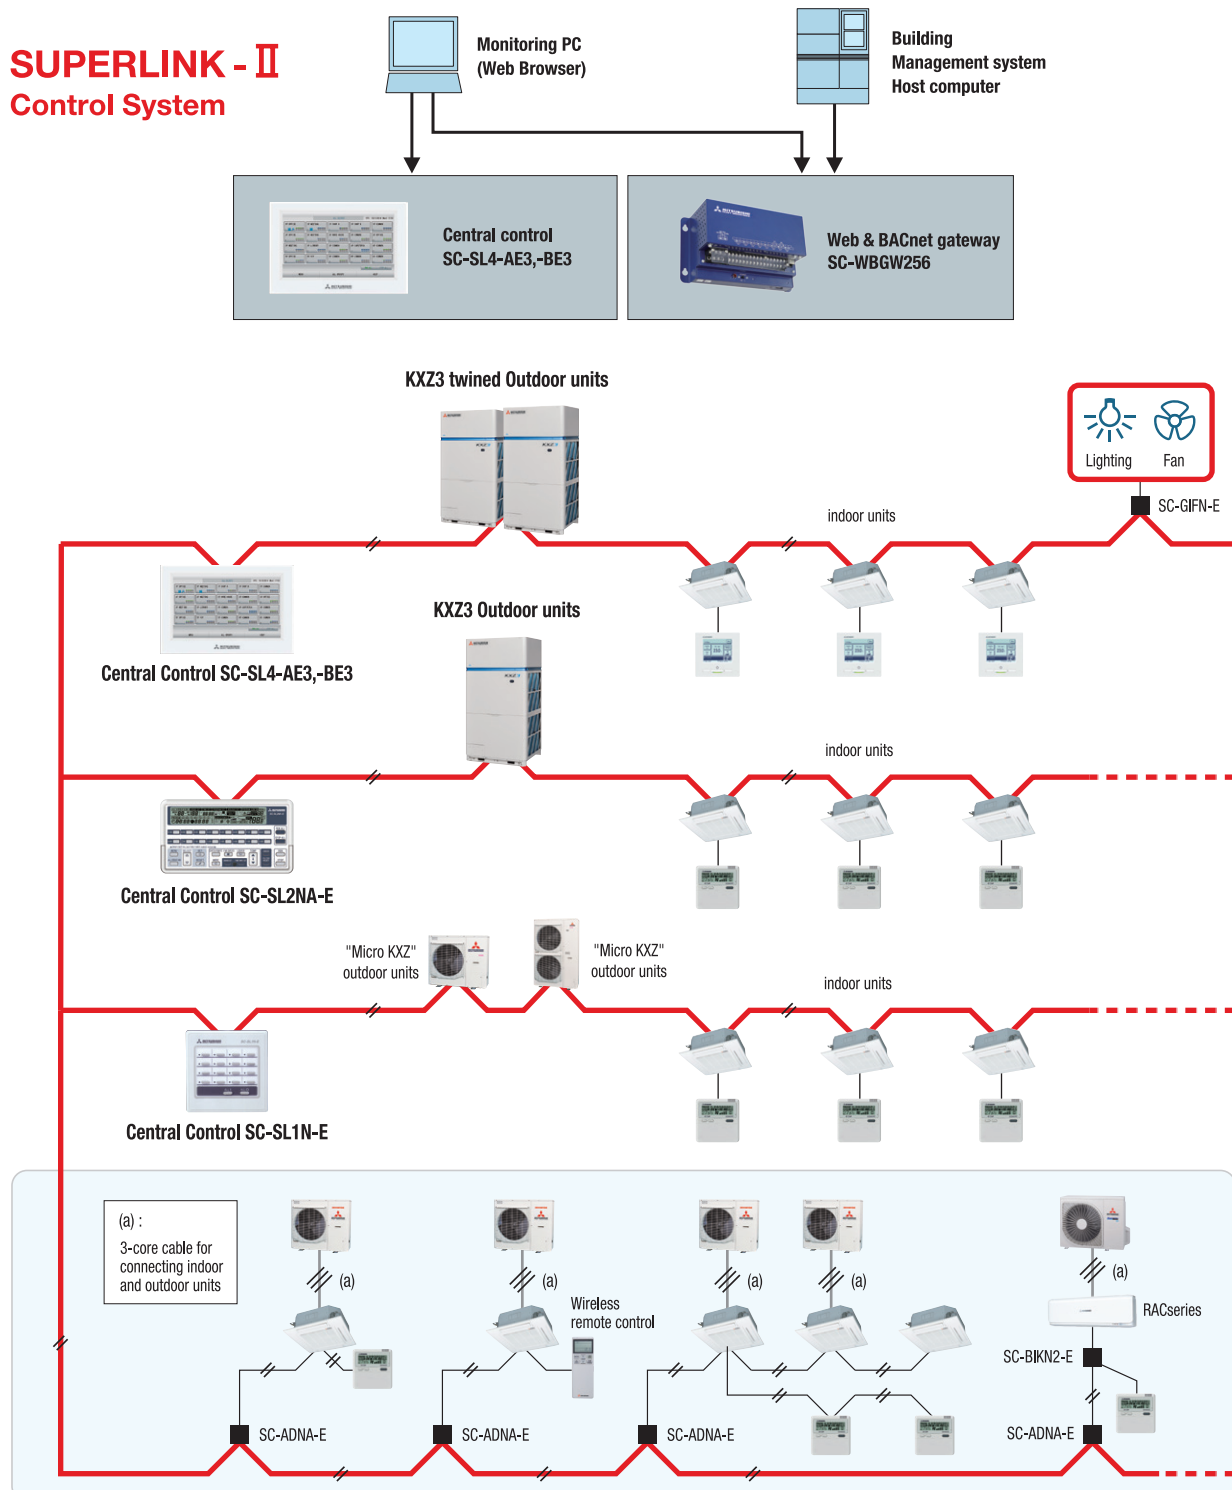 SUPERLINK - II
Control System
Monitoring PC
(Web Browser)
Building
Management system
Host computer
Central control
SC-SL4-AE3,-BE3
MITSUBISHI
Web & BACnet gateway
SC-WBGW256
KXZ3 twined Outdoor units
Lighting
Fan
SC-GIFN-E
indoor units
Central Control SC-SL4-AE3,-BE3
KXZ3 Outdoor units
indoor units
Central Control SC-SL2NA-E
"Micro KXZ"
outdoor units
"Micro KXZ"
outdoor units
indoor units
Central Control SC-SL1N-E
(a) :
3-core cable for
connecting indoor
and outdoor units
(a)
(a)
(a)
(a)
(a)
Wireless
remote control
RACseries
SC-BIKN2-E
SC-ADNA-E
SC-ADNA-E
SC-ADNA-E
SC-ADNA-E